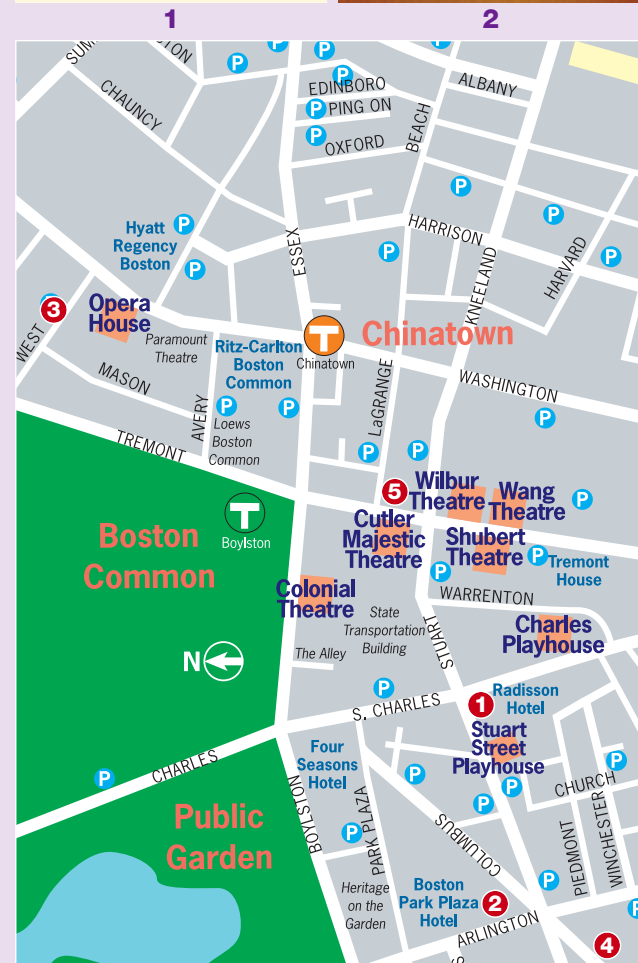 1
2
SUM
STON
P
P
P
P
ALBANY
EDINBORO
PING ON
P
CHAUNCY
BEACH
P
OXFORD
P
P
HARRISON
Hyatt
Regency
Boston
P
P
P
P
ESSEX
KNEELAND
HARVARD
3
Opera
House
WEST
Paramount
Theatre
T
Chinatown
Chinatown
Ritz-Carlton
Boston
Common
MASON
AVERY
P
P
LaGRANGE
WASHINGTON
P
Loews
Boston
Common
TREMONT
P
P
5
Wilbur
Theatre
Wang
Theatre
P
T
Boylston
Cutler
Majestic
Theatre
Shubert
Theatre
P
Tremont
House
Boston
Common
P
Colonial
Theatre
WARRENTON
State
Transportation
Building
Charles
Playhouse
STUART
The Alley
N
P
S. CHARLES
1
Radisson
Hotel
Stuart
Street
Playhouse
CHARLES
P
Four
Seasons
Hotel
P
P
P
P
CHURCH
BOYLSTON
PARK PLAZA
P
COLUMBUS
PIEDMONT
WINCHESTER
Public
Garden
Heritage
on the
Garden
Boston
Park Plaza
Hotel
2
P
P
ARLINGTON
4